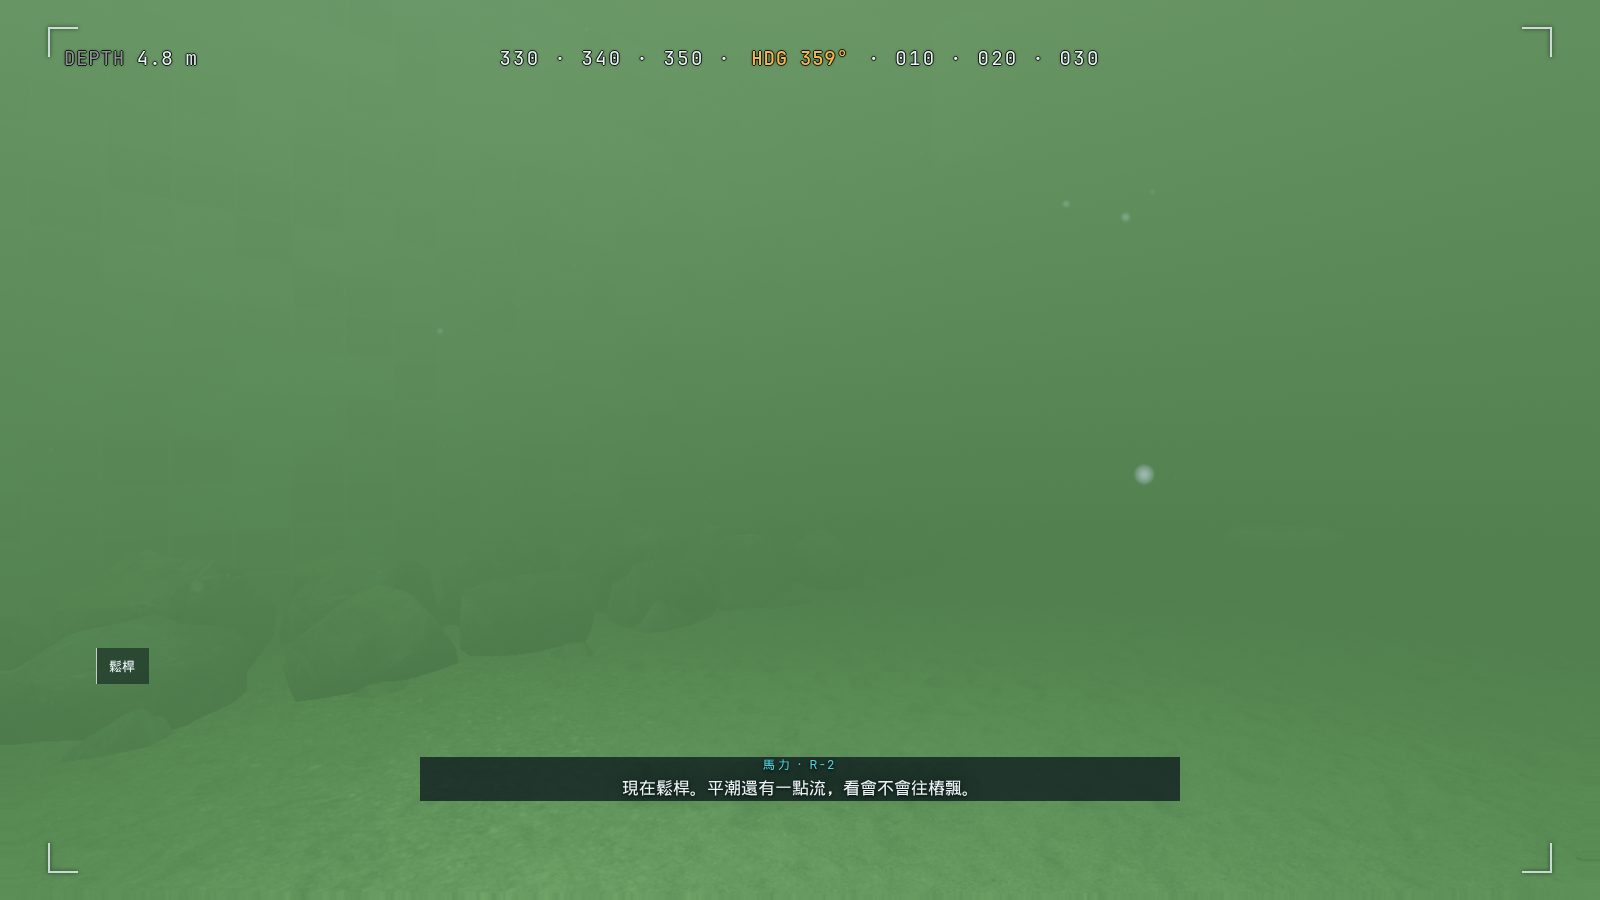 DEPTH 4.8 m
330 · 340 · 350 · HDG 359° · 010 · 020 · 030
鬆桿
馬力 · R-2
現在鬆桿。平潮還有一點流，看會不會往樁飄。